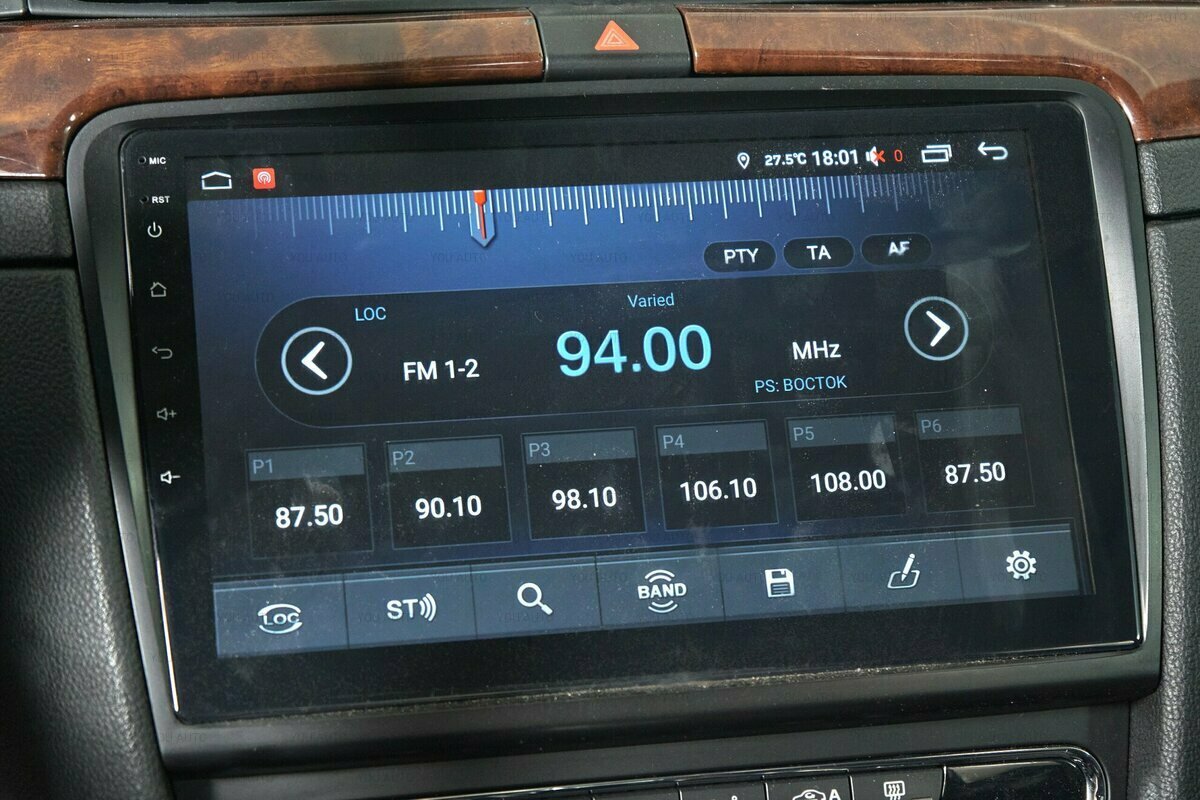 MIC
27.5℃ 18:01 0
RST
PTY TA AF
LOC Varied
FM 1-2 94.00 MHz
PS: ВОСТОК
P1 P2 P3 P4 P5 P6
87.50 90.10 98.10 106.10 108.00 87.50
LOC ST BAND
A
YOU AUTO